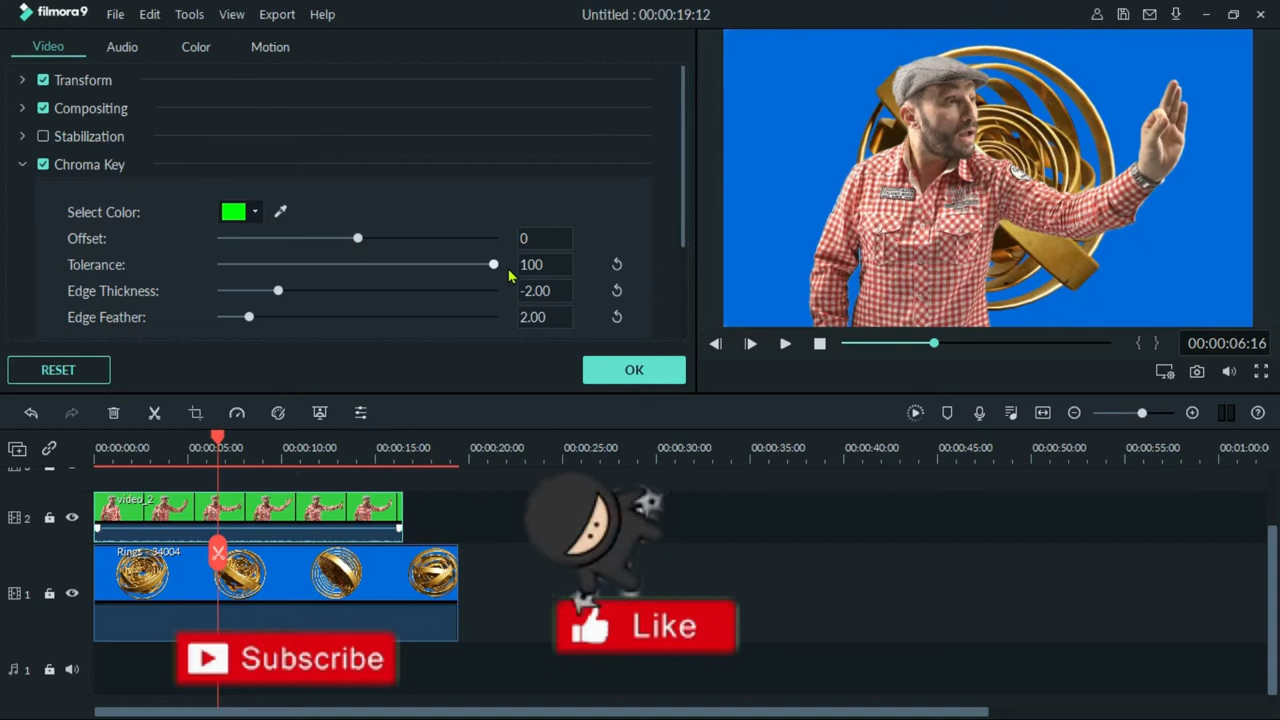 filmora9 File Edit Tools View Export Help Untitled : 00:00:19:12
Video Audio Color Motion
Transform
Compositing
Stabilization
Chroma Key
Select Color:
Offset: 0
Tolerance: 100
Edge Thickness: -2.00
Edge Feather: 2.00
RESET OK
00:00:06:16
00:00:00:00 00:00:05:00 00:00:10:00 00:00:15:00 00:00:20:00 00:00:25:00 00:00:30:00 00:00:35:00 00:00:40:00 00:00:45:00 00:00:50:00 00:00:55:00 00:01:00:0
video_2
2
Rings - 34004
1
Like
Subscribe
1